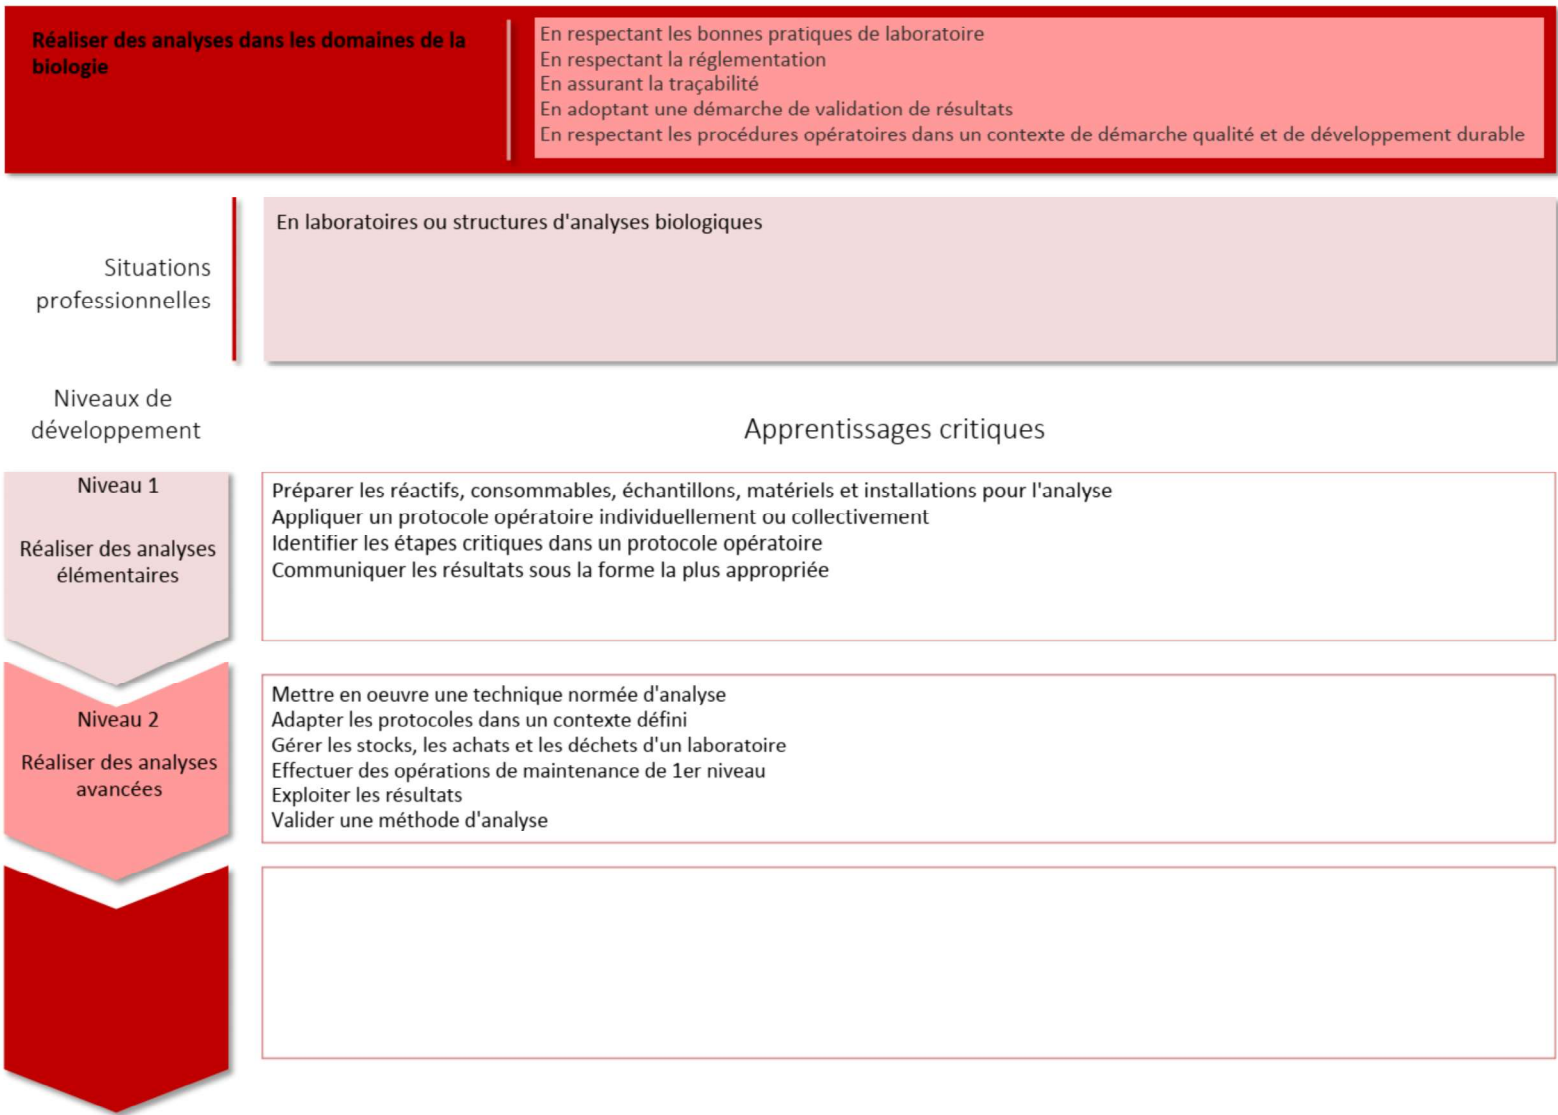 Réaliser des analyses dans les domaines de la
biologie
En respectant les bonnes pratiques de laboratoire
En respectant la réglementation
En assurant la traçabilité
En adoptant une démarche de validation de résultats
En respectant les procédures opératoires dans un contexte de démarche qualité et de développement durable
Situations
professionnelles
En laboratoires ou structures d'analyses biologiques
Niveaux de
développement
Apprentissages critiques
Niveau 1
Réaliser des analyses
élémentaires
Préparer les réactifs, consommables, échantillons, matériels et installations pour l'analyse
Appliquer un protocole opératoire individuellement ou collectivement
Identifier les étapes critiques dans un protocole opératoire
Communiquer les résultats sous la forme la plus appropriée
Niveau 2
Réaliser des analyses
avancées
Mettre en oeuvre une technique normée d'analyse
Adapter les protocoles dans un contexte défini
Gérer les stocks, les achats et les déchets d'un laboratoire
Effectuer des opérations de maintenance de 1er niveau
Exploiter les résultats
Valider une méthode d'analyse